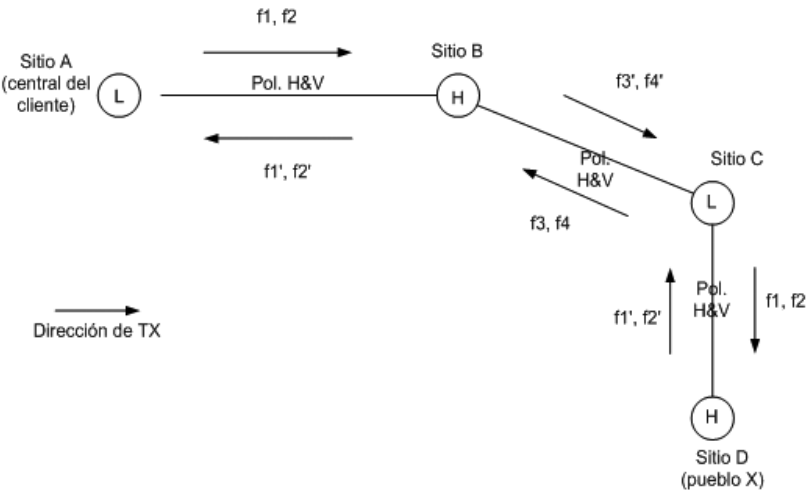 f1, f2
Sitio A
(central del
cliente)
L
Pol. H&V
f1', f2'
Sitio B
H
f3', f4'
Pol.
H&V
f3, f4
Sitio C
L
Pol.
H&V
f1', f2'
f1, f2
H
Sitio D
(pueblo X)
Dirección de TX